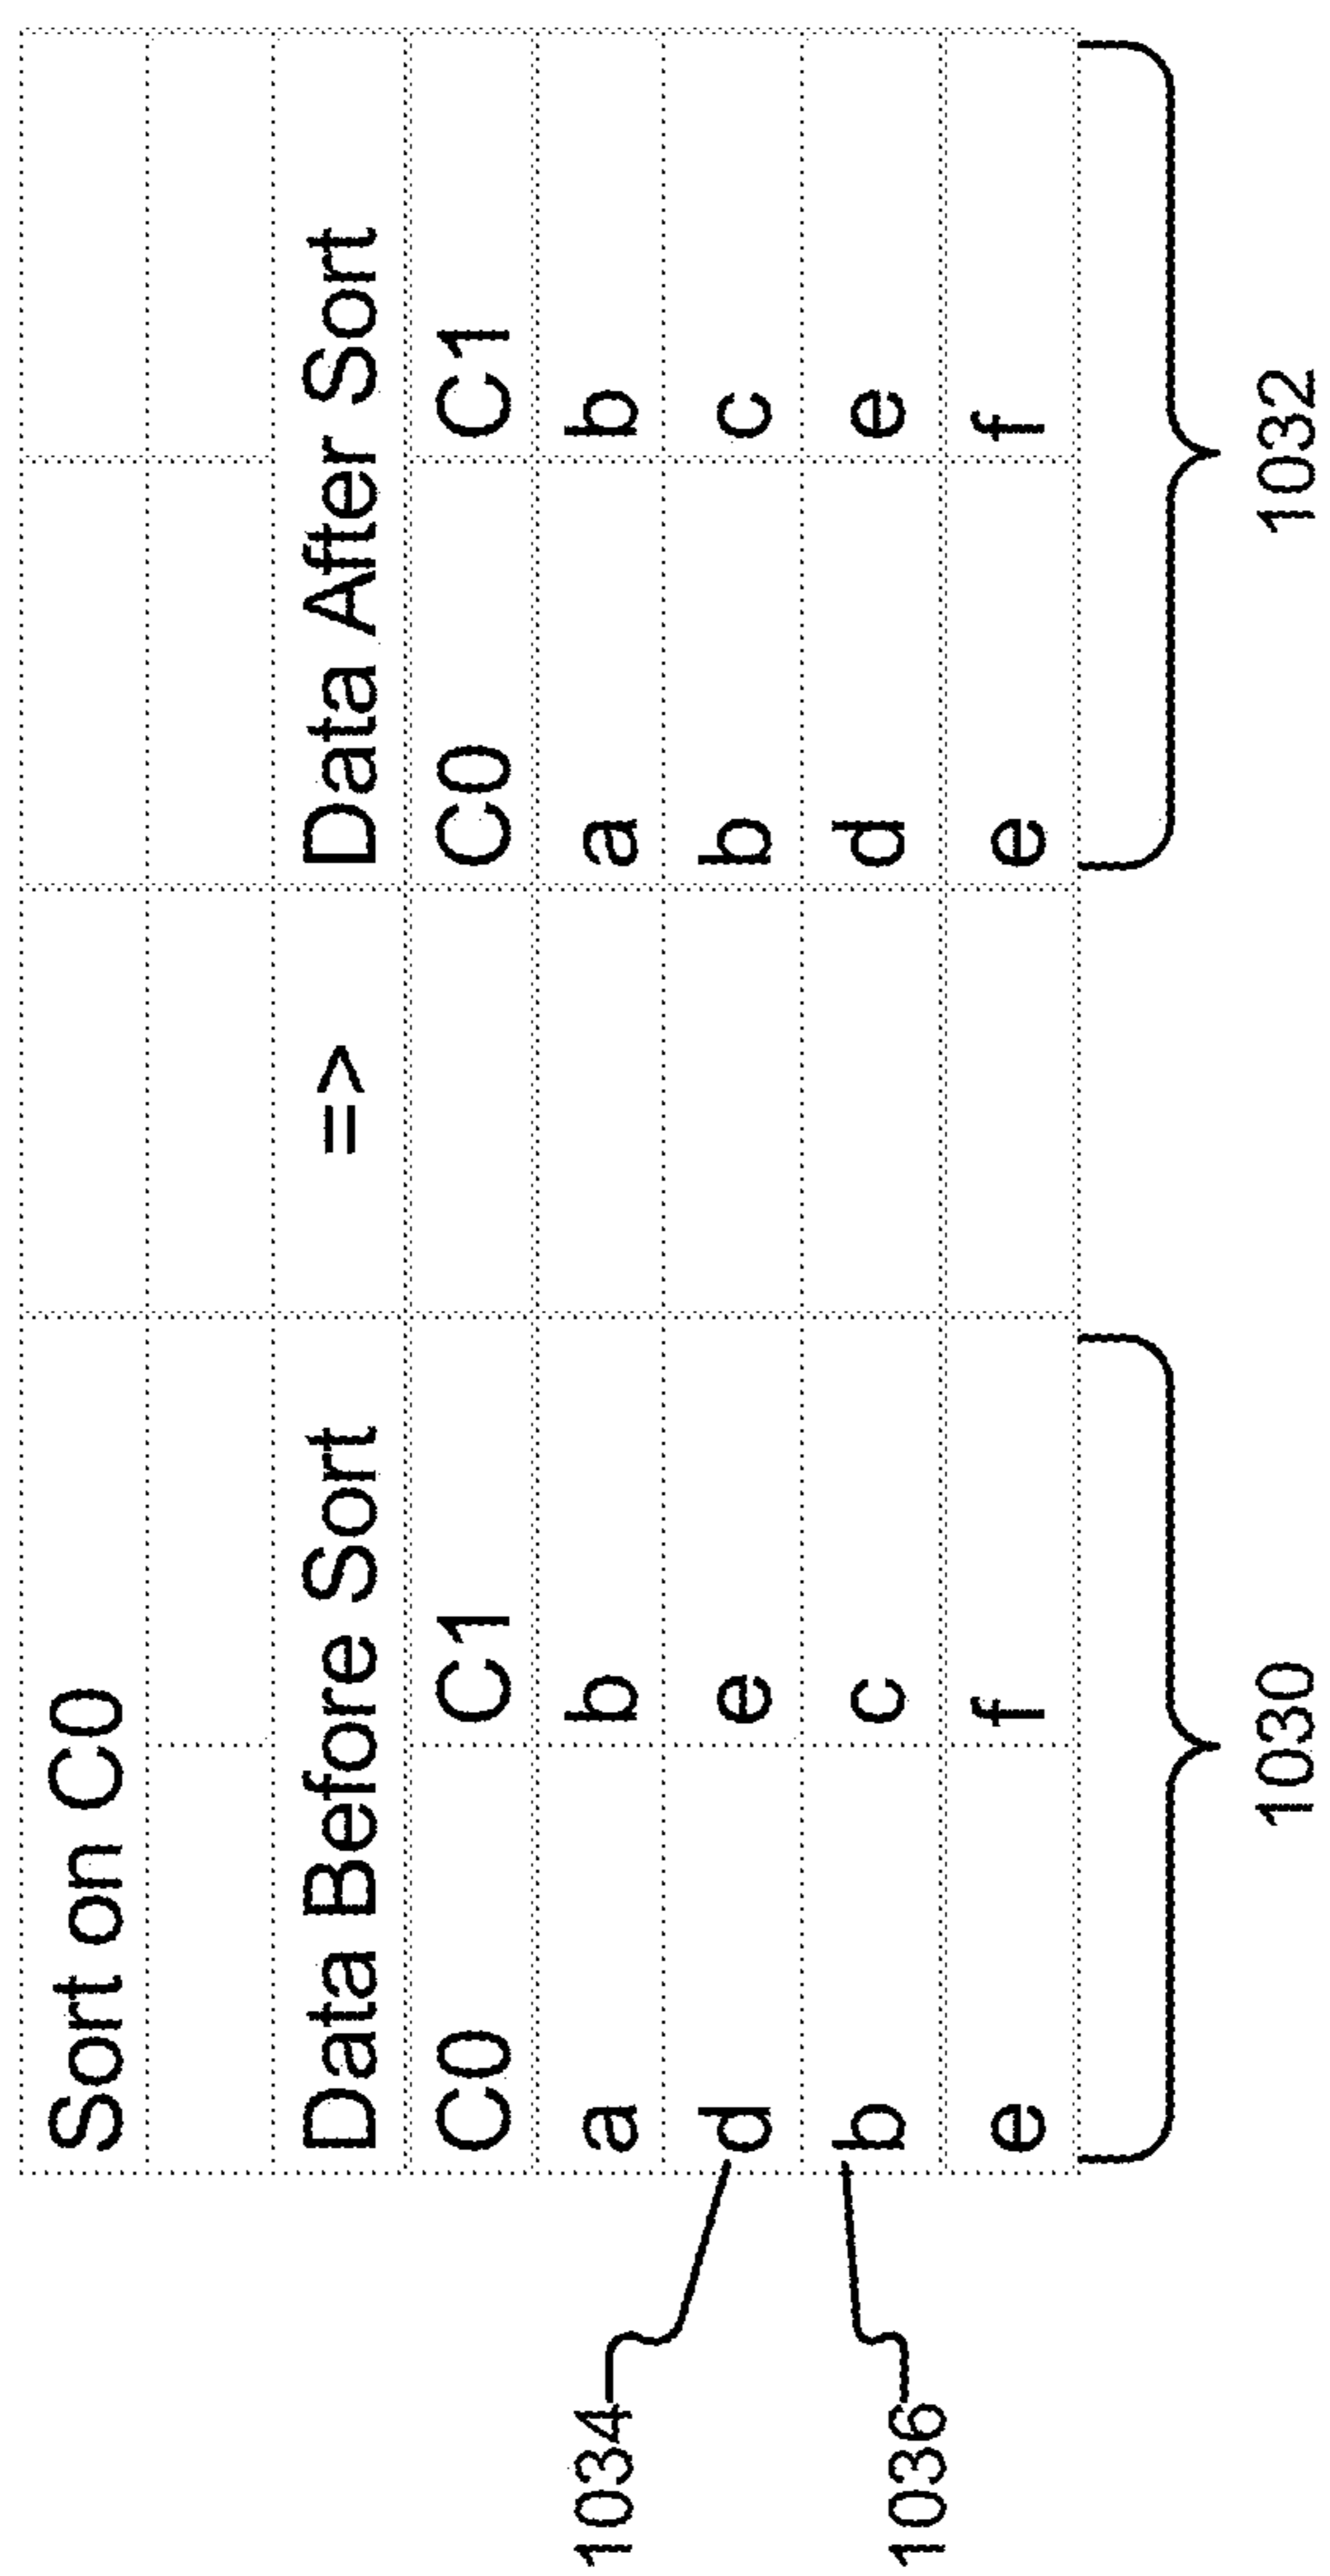 Sort on C0
Data Before Sort => Data After Sort
C0 C1 C0 C1
a b a b
1034 d e b c
b c d e
1036 e f e f
1030 1032